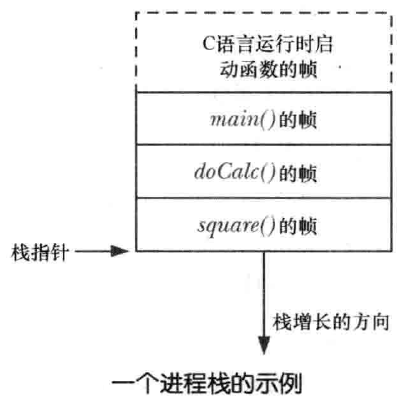 C语言运行时启
动函数的帧
main()的帧
doCalc()的帧
square()的帧
栈指针
栈增长的方向
一个进程栈的示例